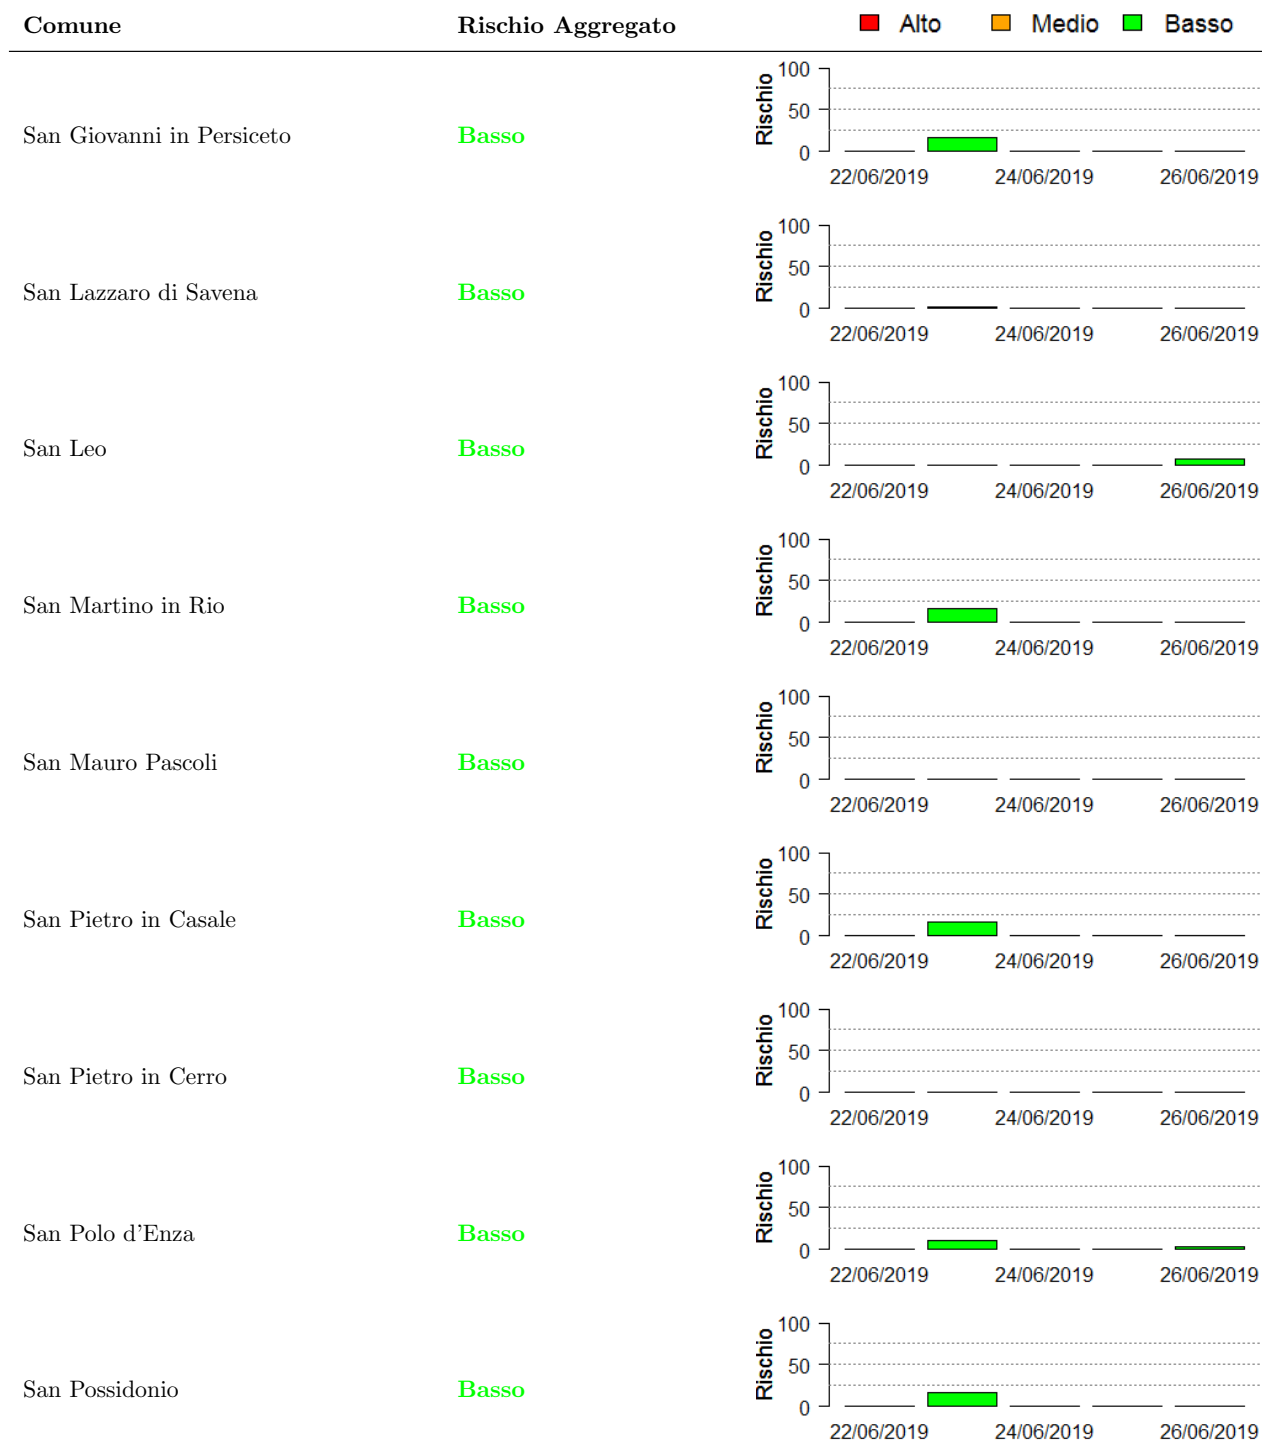 Comune Rischio Aggregato Alto Medio Basso
100
50
0
Rischio
San Giovanni in Persiceto Basso
22/06/2019 24/06/2019 26/06/2019
100
50
0
Rischio
San Lazzaro di Savena Basso
22/06/2019 24/06/2019 26/06/2019
100
50
0
Rischio
San Leo Basso
22/06/2019 24/06/2019 26/06/2019
100
50
0
Rischio
San Martino in Rio Basso
22/06/2019 24/06/2019 26/06/2019
100
50
0
Rischio
San Mauro Pascoli Basso
22/06/2019 24/06/2019 26/06/2019
100
50
0
Rischio
San Pietro in Casale Basso
22/06/2019 24/06/2019 26/06/2019
100
50
0
Rischio
San Pietro in Cerro Basso
22/06/2019 24/06/2019 26/06/2019
100
50
0
Rischio
San Polo d'Enza Basso
22/06/2019 24/06/2019 26/06/2019
100
50
0
Rischio
San Possidonio Basso
22/06/2019 24/06/2019 26/06/2019